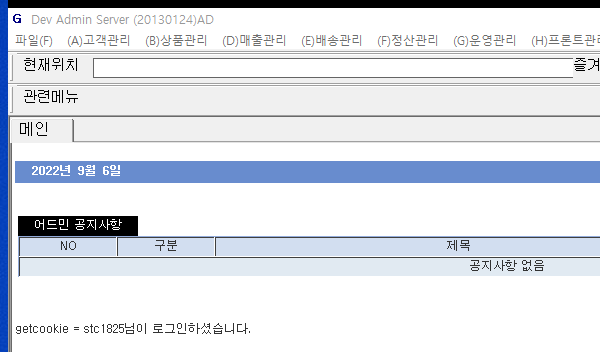 G Dev Admin Server (20130124)AD
파일(F) (A)고객관리 (B)상품관리 (D)매출관리 (E)배송관리 (F)정산관리 (G)운영관리 (H)프론트관리
현재위치 즐겨
관련메뉴
메인
2022년 9월 6일
어드민 공지사항
NO 구분 제목
공지사항 없음
getcookie = stc1825님이 로그인하셨습니다.